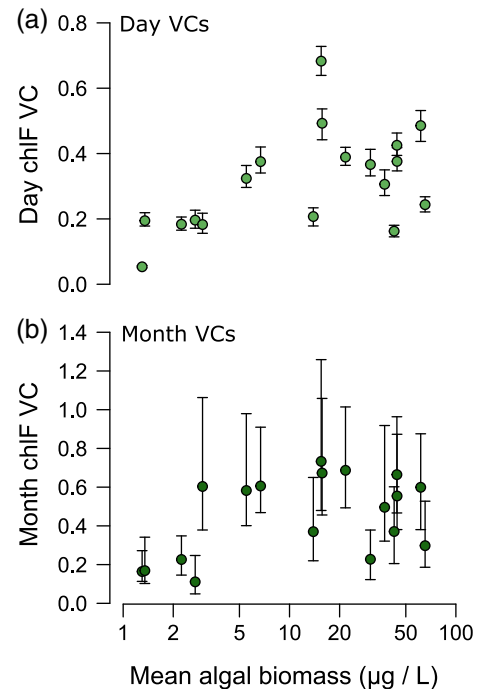 (a) Day VCs
0.8
0.6
0.4
0.2
0.0
Day chlF VC
(b) Month VCs
1.4
1.2
1.0
0.8
0.6
0.4
0.2
0.0
Month chlF VC
1 2 5 10 20 50 100
Mean algal biomass (µg / L)